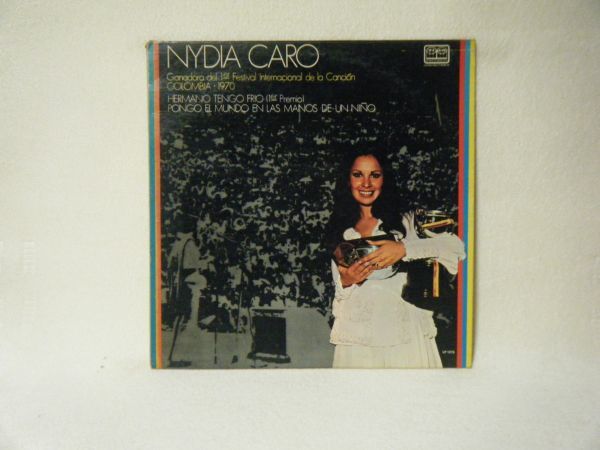 NYDIA CARO
Ganadora del 1er Festival Internacional de la Canción
COLOMBIA · 1970
HERMANO TENGO FRIO (1er Premio)
PONGO EL MUNDO EN LAS MANOS DE UN NIÑO